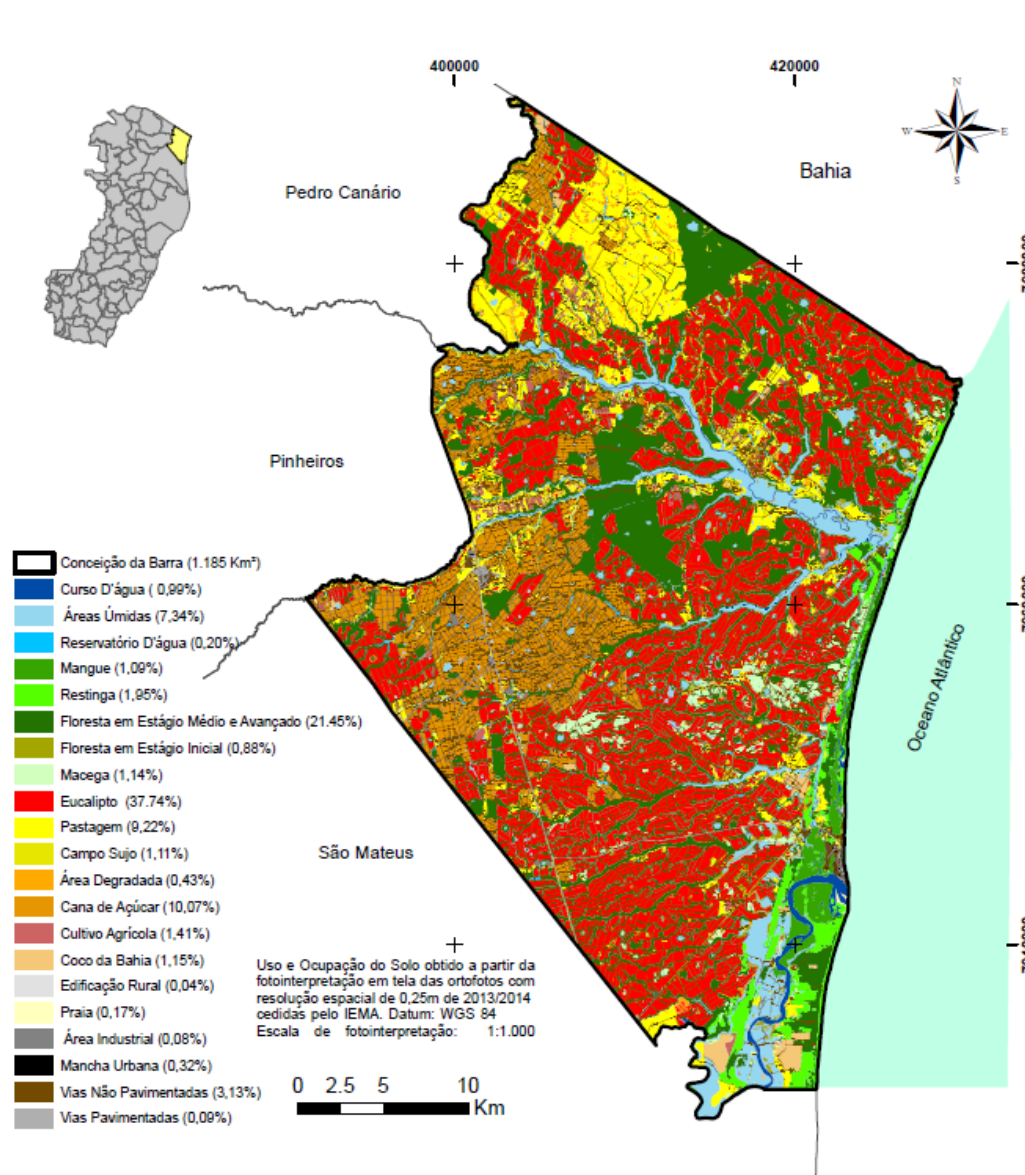 400000
420000
N
W
E
S
Bahia
Pedro Canário
Pinheiros
Conceição da Barra (1.185 Km²)
Curso D'água ( 0,99%)
Áreas Úmidas (7,34%)
Reservatório D'água (0,20%)
Mangue (1,09%)
Restinga (1,95%)
Floresta em Estágio Médio e Avançado (21.45%)
Floresta em Estágio Inicial (0,88%)
Macega (1,14%)
Eucalipto (37.74%)
Pastagem (9,22%)
Campo Sujo (1,11%)
Área Degradada (0,43%)
Cana de Açúcar (10,07%)
Cultivo Agrícola (1,41%)
Coco da Bahia (1,15%)
Edificação Rural (0,04%)
Praia (0,17%)
Área Industrial (0,08%)
Mancha Urbana (0,32%)
Vias Não Pavimentadas (3,13%)
Vias Pavimentadas (0,09%)
Oceano Atlântico
São Mateus
Uso e Ocupação do Solo obtido a partir da
fotointerpretação em tela das ortofotos com
resolução espacial de 0,25m de 2013/2014
cedidas pelo IEMA. Datum: WGS 84
Escala de fotointerpretação: 1:1.000
0 2.5 5 10
Km